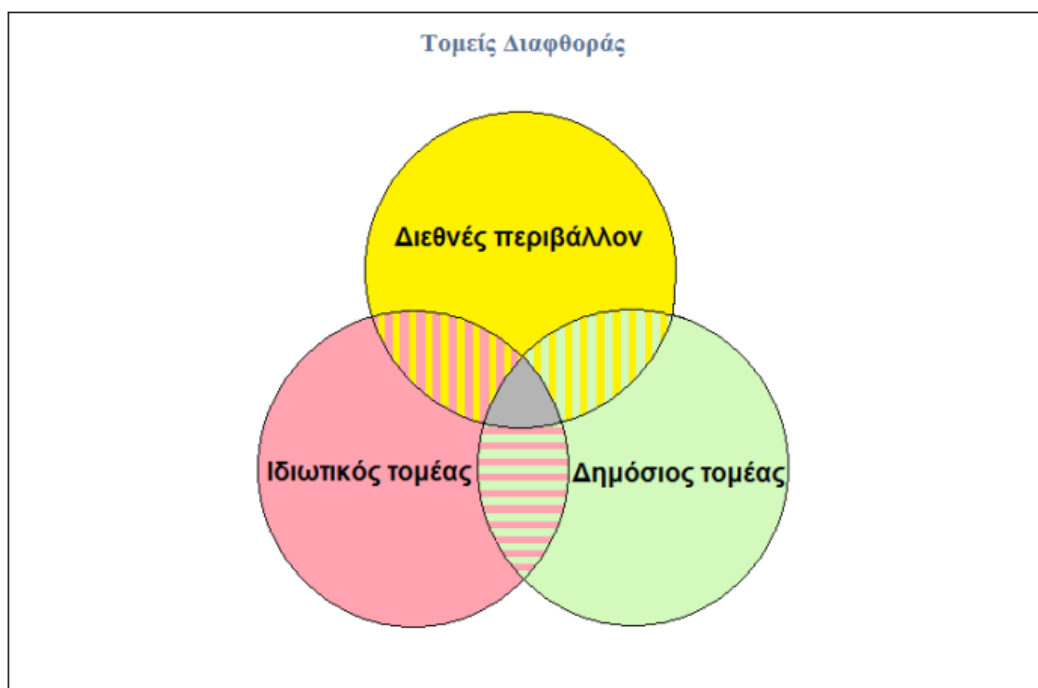 Τομείς Διαφθοράς
Διεθνές περιβάλλον
Ιδιωτικός τομέας
Δημόσιος τομέας